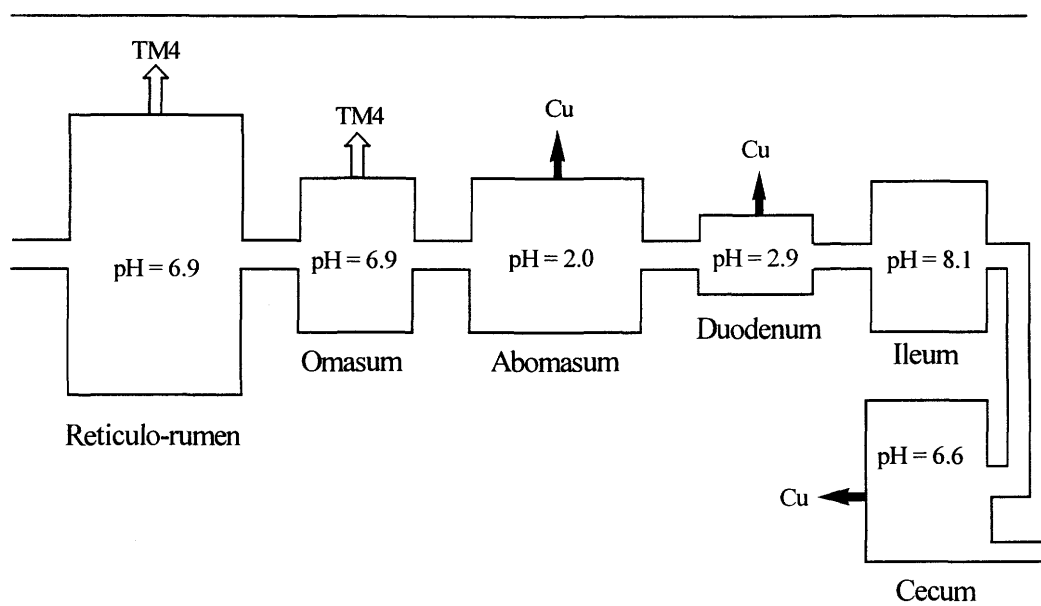 TM4
TM4
Cu
Cu
pH = 6.9
pH = 6.9
pH = 2.0
pH = 2.9
pH = 8.1
Reticulo-rumen
Omasum
Abomasum
Duodenum
Ileum
pH = 6.6
Cu
Cecum